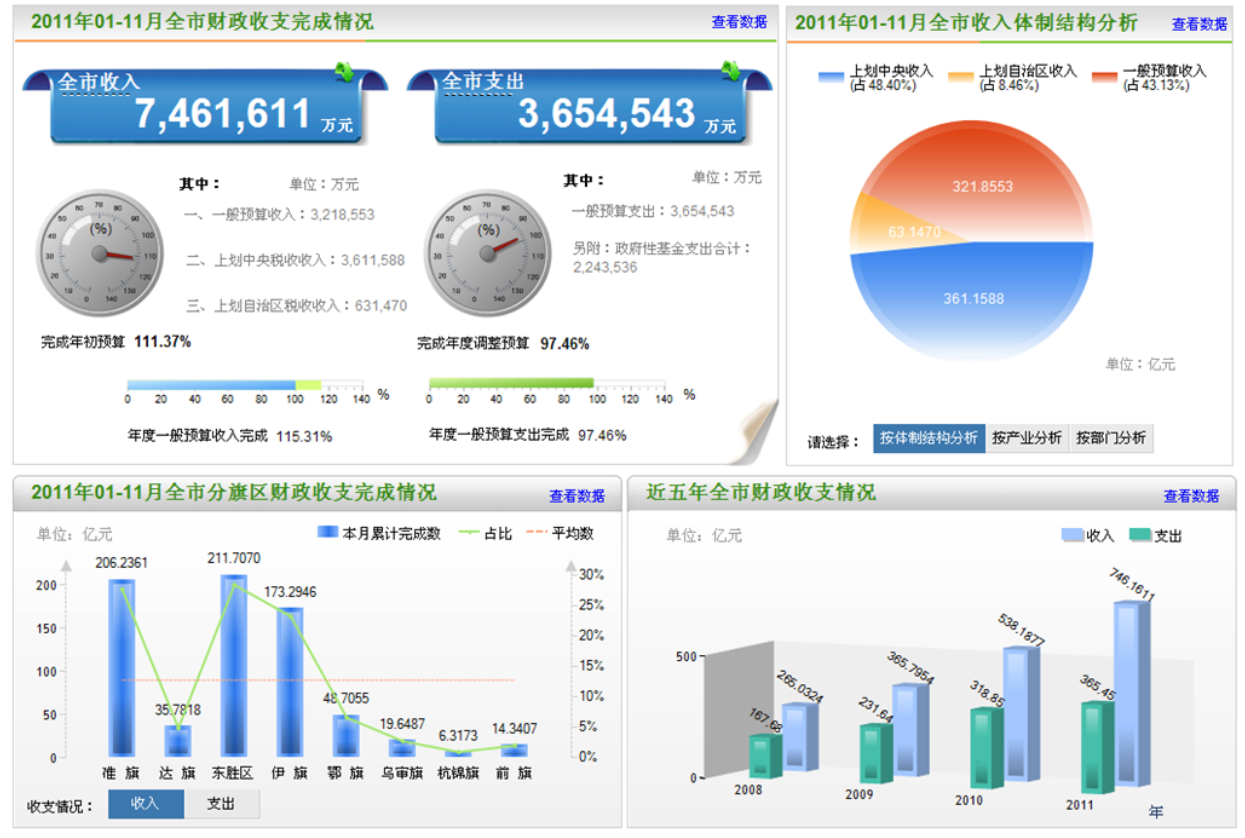 2011年01-11月全市财政收支完成情况
查看数据
全市收入
7,461,611 万元
全市支出
3,654,543 万元
其中： 单位：万元
一、一般预算收入：3,218,553
二、上划中央税收收入：3,611,588
三、上划自治区税收收入：631,470
(%)
0 10 20 30 40 50 60 70 80 90 100 110 120 130 140
完成年初预算 111.37%
0 20 40 60 80 100 120 140 %
年度一般预算收入完成 115.31%
其中： 单位：万元
一般预算支出：3,654,543
另附：政府性基金支出合计：
2,243,536
(%)
0 10 20 30 40 50 60 70 80 90 100 110 120 130 140
完成年度调整预算 97.46%
0 20 40 60 80 100 120 140 %
年度一般预算支出完成 97.46%
2011年01-11月全市收入体制结构分析
查看数据
上划中央收入
(占48.40%)
上划自治区收入
(占8.46%)
一般预算收入
(占43.13%)
321.8553
63.1470
361.1588
单位：亿元
请选择： 按体制结构分析 按产业分析 按部门分析
2011年01-11月全市分旗区财政收支完成情况
查看数据
单位：亿元
本月累计完成数 占比 平均数
200
150
100
50
0
30%
25%
20%
15%
10%
5%
0%
206.2361
35.7818
211.7070
173.2946
48.7055
19.6487
6.3173
14.3407
准 旗 达 旗 东胜区 伊 旗 鄂 旗 乌审旗 杭锦旗 前 旗
收支情况： 收入 支出
近五年全市财政收支情况
查看数据
单位：亿元
收入 支出
500
0
167.68
265.0324
231.64
365.7954
318.85
538.1877
365.45
746.1611
2008 2009 2010 2011 年